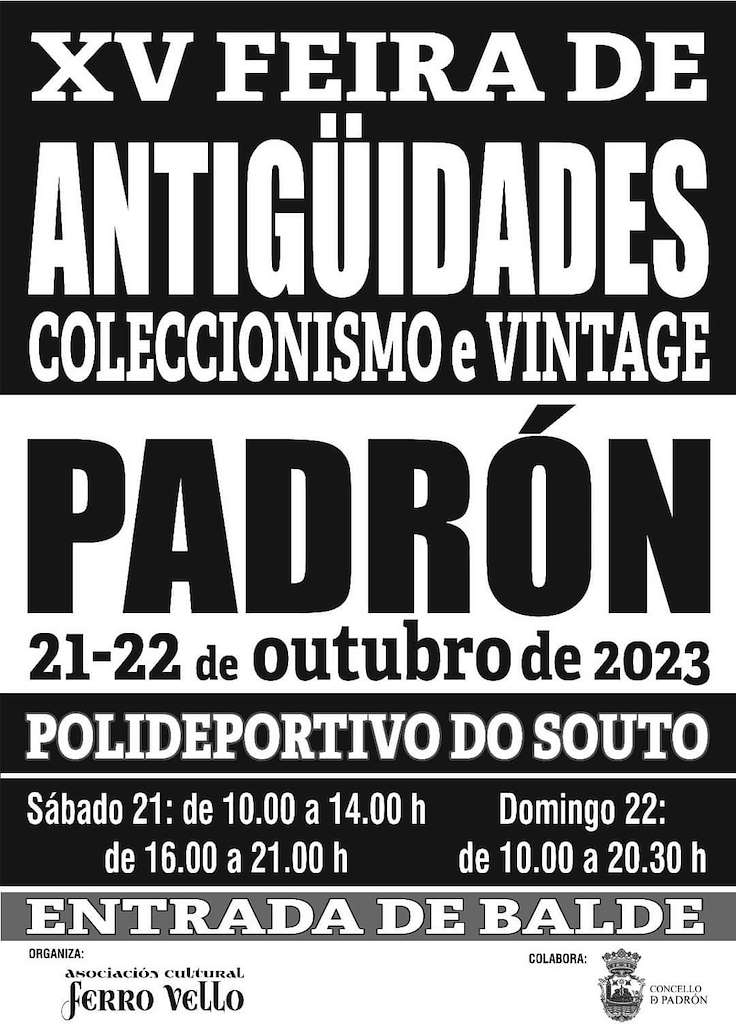 XV FEIRA DE
ANTIGÜIDADES
COLECCIONISMO e VINTAGE
PADRÓN
21-22 de outubro de 2023
POLIDEPORTIVO DO SOUTO
Sábado 21: de 10.00 a 14.00 h
de 16.00 a 21.00 h
Domingo 22:
de 10.00 a 20.30 h
ENTRADA DE BALDE
ORGANIZA:
asociación cultural
Ferro Vello
COLABORA:
CONCELLO
D PADRÓN